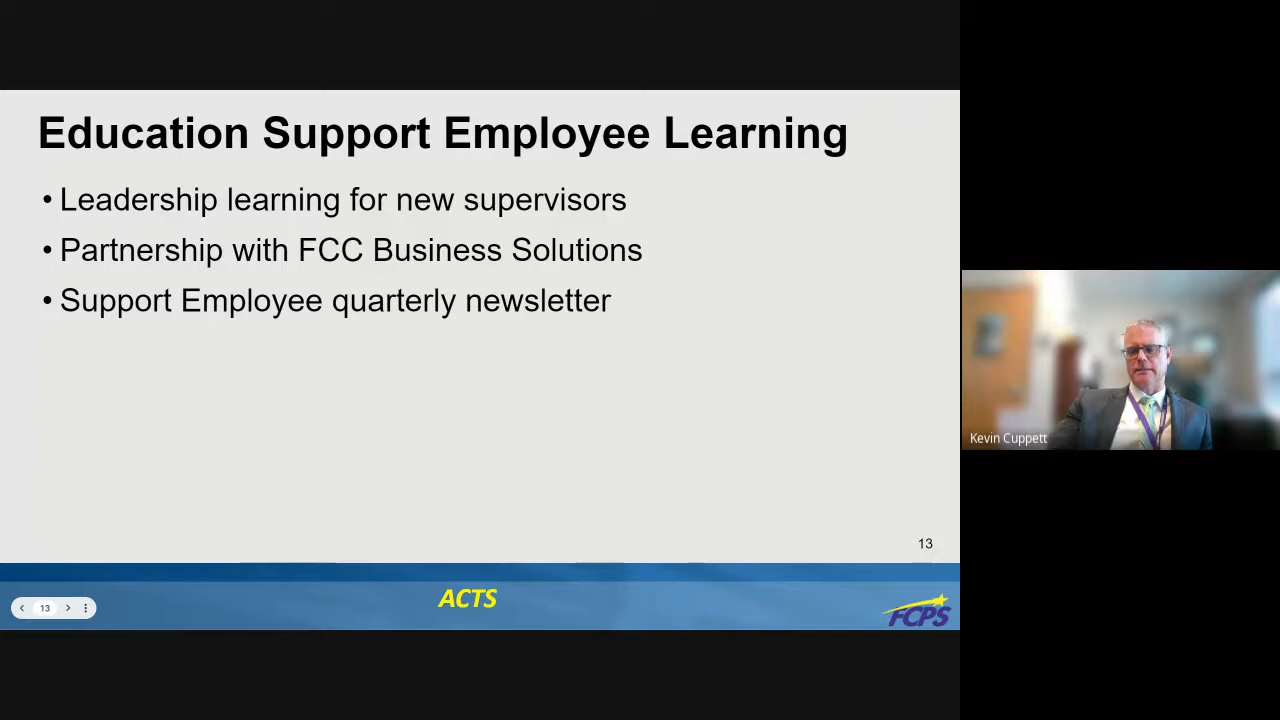 Education Support Employee Learning
• Leadership learning for new supervisors
• Partnership with FCC Business Solutions
• Support Employee quarterly newsletter
13
ACTS
13
FCPS
Kevin Cuppett